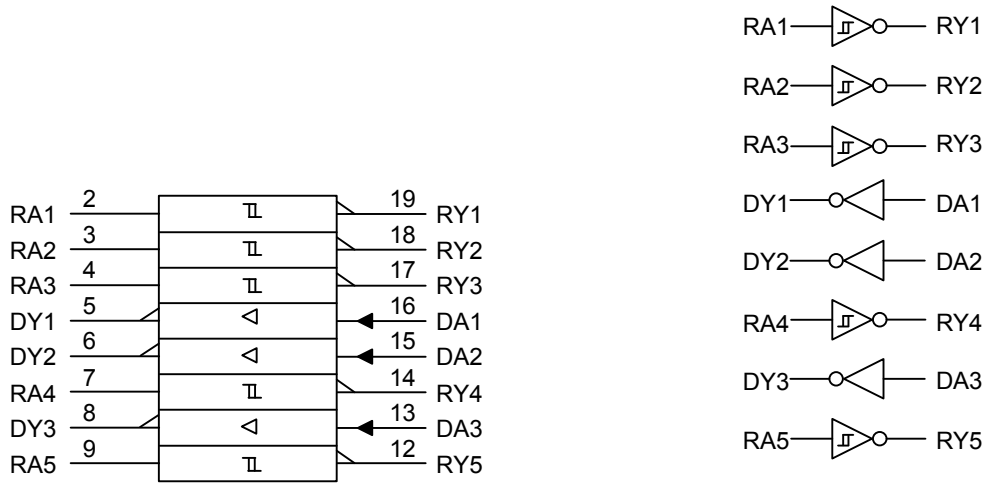 RA1 RY1
RA2 RY2
RA3 RY3
DY1 DA1
DY2 DA2
RA4 RY4
DY3 DA3
RA5 RY5
RA1 2 19 RY1
RA2 3 18 RY2
RA3 4 17 RY3
DY1 5 16 DA1
DY2 6 15 DA2
RA4 7 14 RY4
DY3 8 13 DA3
RA5 9 12 RY5